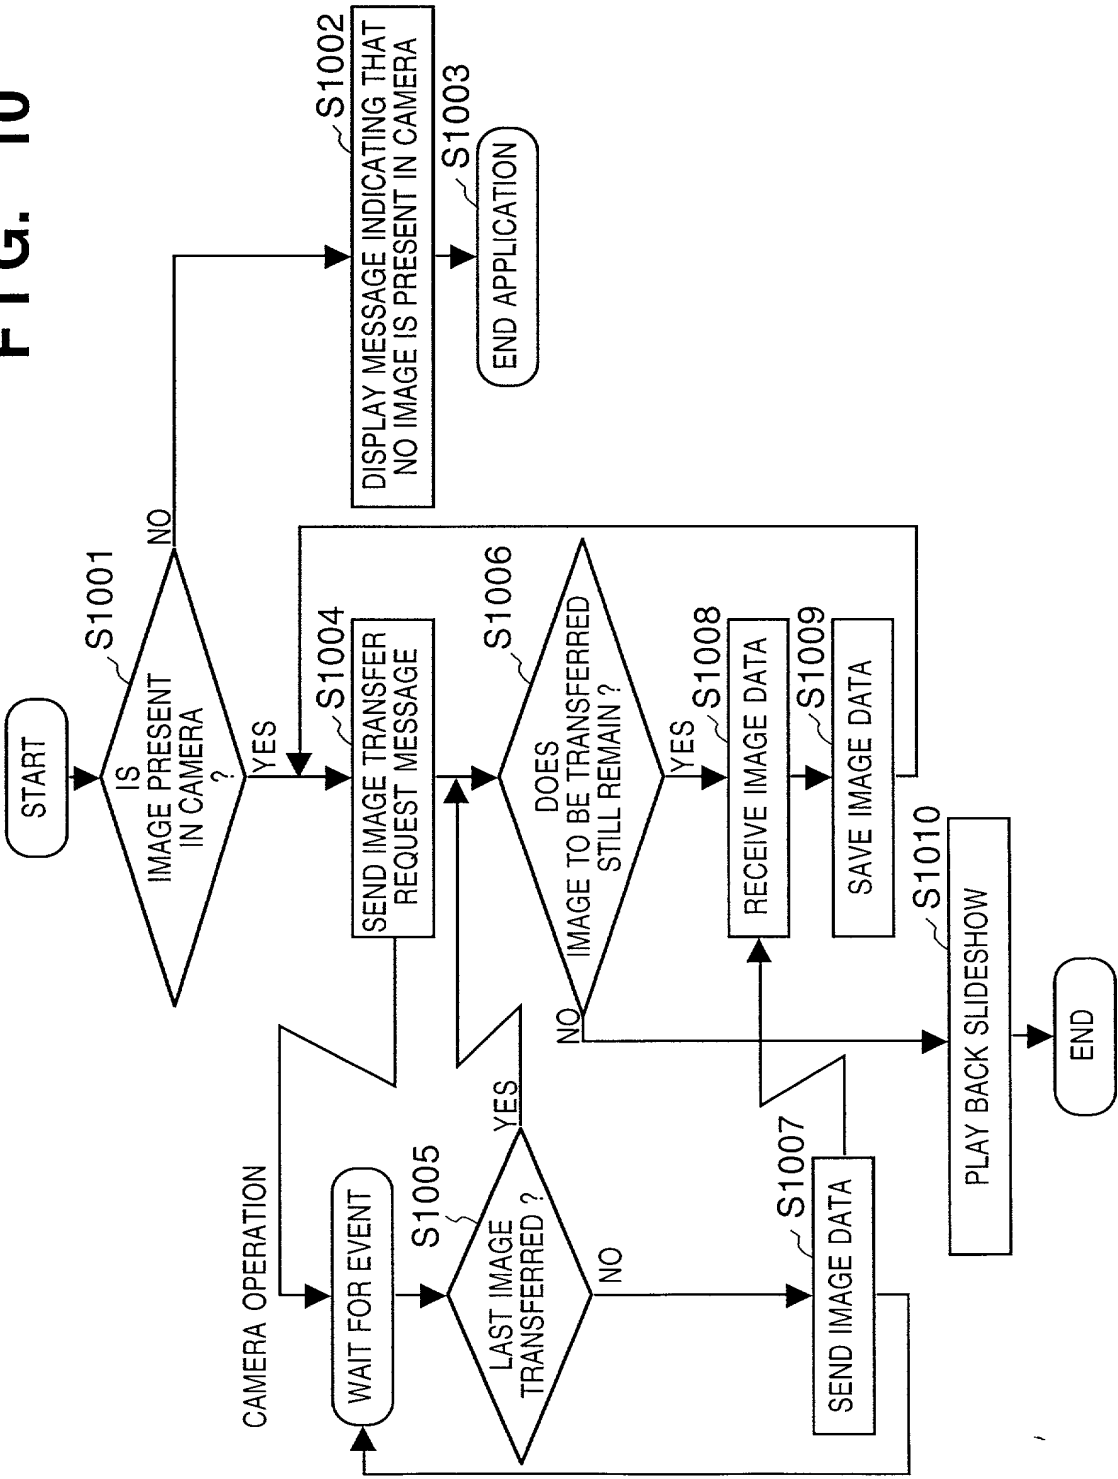 FIG. 10
START
S1001
IS
IMAGE PRESENT
IN CAMERA
?
NO
YES
S1002
DISPLAY MESSAGE INDICATING THAT
NO IMAGE IS PRESENT IN CAMERA
S1003
END APPLICATION
S1004
SEND IMAGE TRANSFER
REQUEST MESSAGE
CAMERA OPERATION
WAIT FOR EVENT
S1005
LAST IMAGE
TRANSFERRED ?
YES
NO
S1006
DOES
IMAGE TO BE TRANSFERRED
STILL REMAIN ?
NO
YES
S1007
SEND IMAGE DATA
S1008
RECEIVE IMAGE DATA
S1009
SAVE IMAGE DATA
S1010
PLAY BACK SLIDESHOW
END